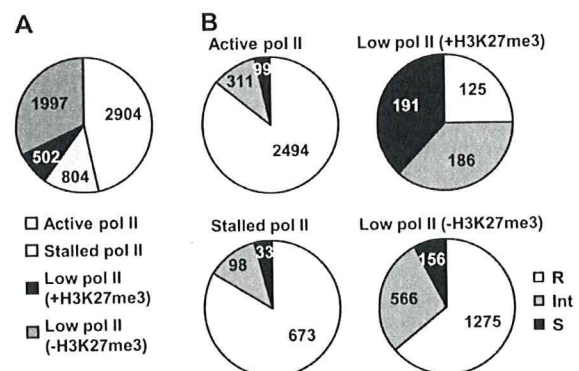 A
1997
2904
502
804
Active pol II
Stalled pol II
Low pol II
(+H3K27me3)
Low pol II
(-H3K27me3)
B
Active pol II
311
99
2494
Low pol II (+H3K27me3)
191
125
186
Stalled pol II
98
33
673
Low pol II (-H3K27me3)
156
566
1275
R
Int
S